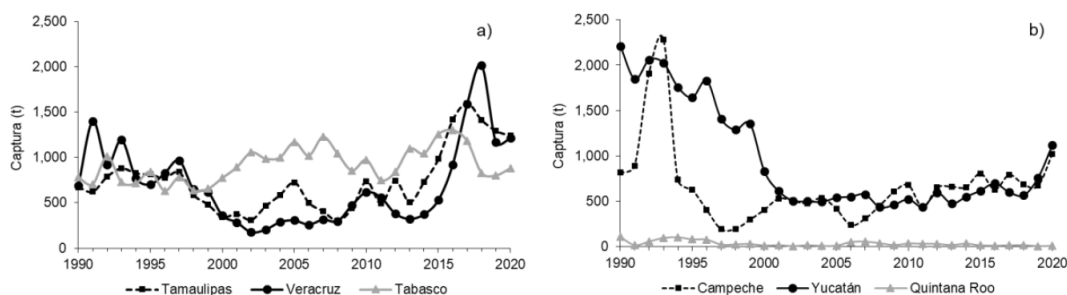 a)
Captura (t)
2,500
2,000
1,500
1,000
500
0
1990 1995 2000 2005 2010 2015 2020
Tamaulipas Veracruz Tabasco
b)
Captura (t)
2,500
2,000
1,500
1,000
500
0
1990 1995 2000 2005 2010 2015 2020
Campeche Yucatán Quintana Roo